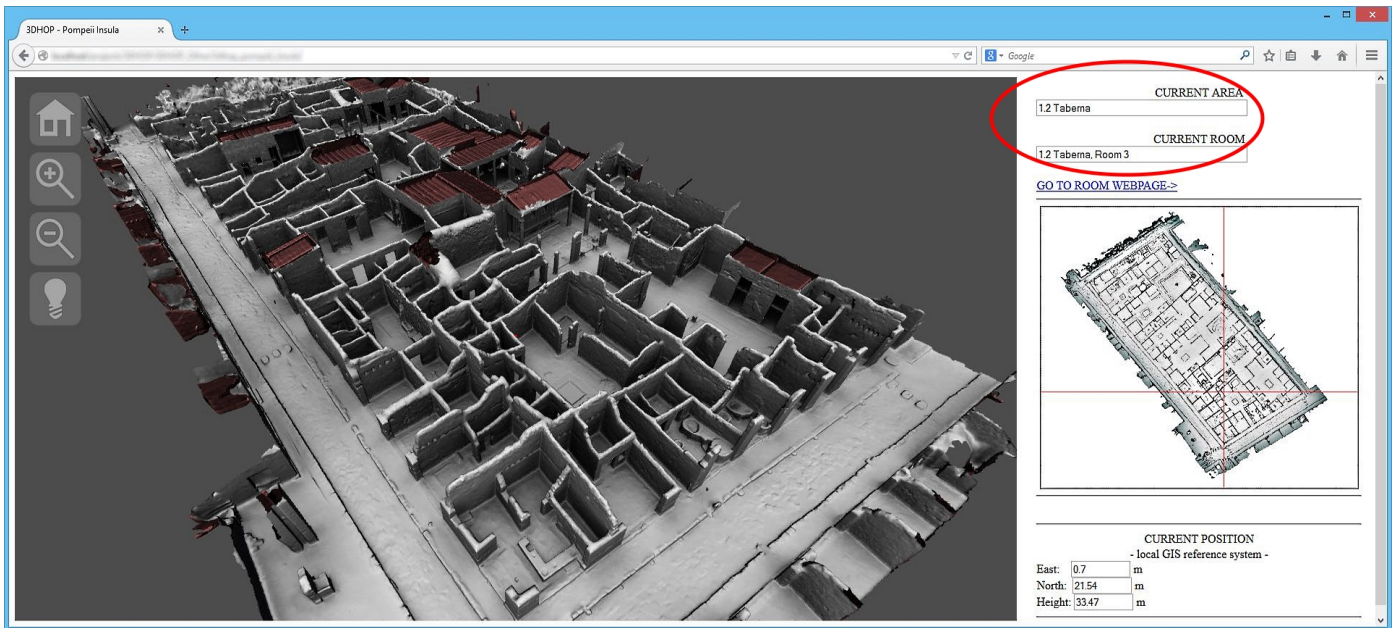 3DHOP - Pompeii Insula
Google
CURRENT AREA
1.2 Taberna
CURRENT ROOM
1.2 Taberna, Room 3
GO TO ROOM WEBPAGE->
CURRENT POSITION
- local GIS reference system -
East: 0.7 m
North: 21.54 m
Height: 33.47 m